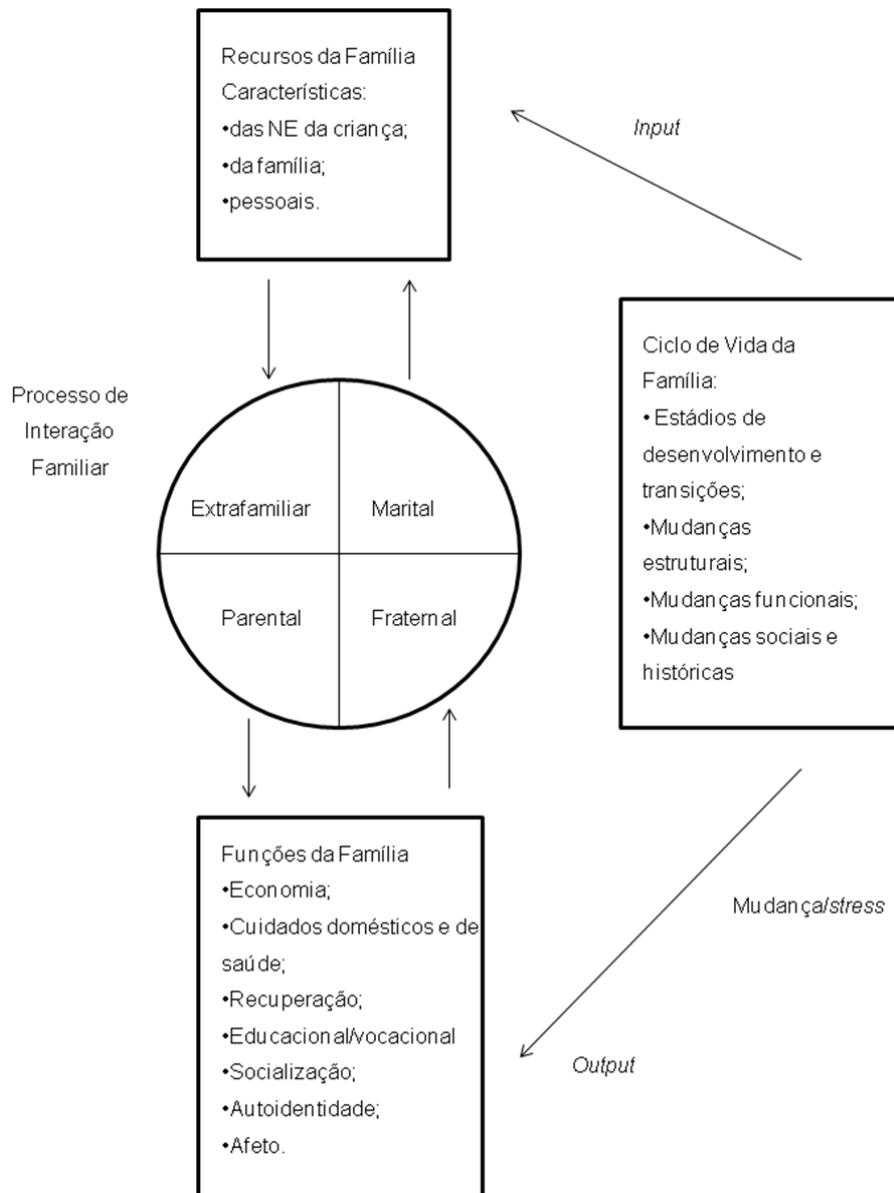 Recursos da Família
Características:
•das NE da criança;
•da família;
•pessoais.
Input
Ciclo de Vida da
Família:
• Estádios de
desenvolvimento e
transições;
•Mudanças
estruturais;
•Mudanças funcionais;
•Mudanças sociais e
históricas
Processo de
Interação
Familiar
Extrafamiliar
Marital
Parental
Fraternal
Funções da Família
•Economia;
•Cuidados domésticos e de
saúde;
•Recuperação;
•Educacional/vocacional
•Socialização;
•Autoidentidade;
•Afeto.
Mudança/stress
Output